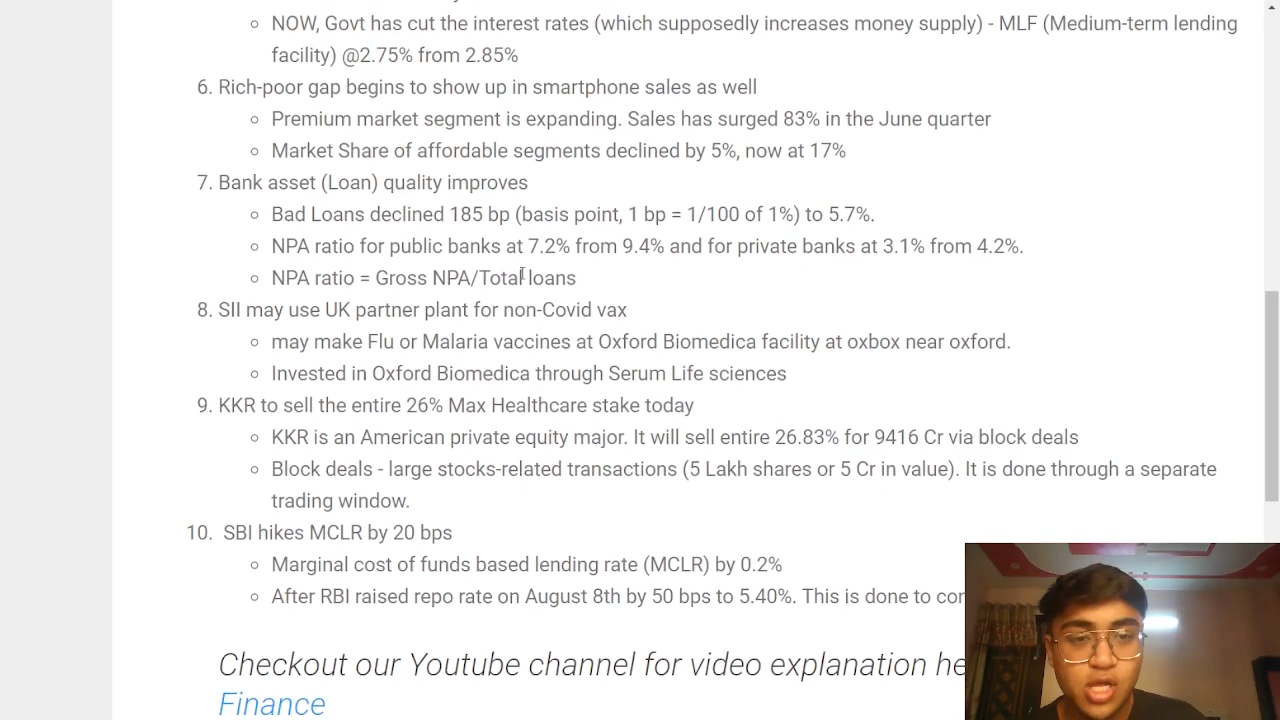 NOW, Govt has cut the interest rates (which supposedly increases money supply) - MLF (Medium-term lending
facility) @2.75% from 2.85%
6. Rich-poor gap begins to show up in smartphone sales as well
Premium market segment is expanding. Sales has surged 83% in the June quarter
Market Share of affordable segments declined by 5%, now at 17%
7. Bank asset (Loan) quality improves
Bad Loans declined 185 bp (basis point, 1 bp = 1/100 of 1%) to 5.7%.
NPA ratio for public banks at 7.2% from 9.4% and for private banks at 3.1% from 4.2%.
NPA ratio = Gross NPA/Total loans
8. SII may use UK partner plant for non-Covid vax
may make Flu or Malaria vaccines at Oxford Biomedica facility at oxbox near oxford.
Invested in Oxford Biomedica through Serum Life sciences
9. KKR to sell the entire 26% Max Healthcare stake today
KKR is an American private equity major. It will sell entire 26.83% for 9416 Cr via block deals
Block deals - large stocks-related transactions (5 Lakh shares or 5 Cr in value). It is done through a separate
trading window.
10. SBI hikes MCLR by 20 bps
Marginal cost of funds based lending rate (MCLR) by 0.2%
After RBI raised repo rate on August 8th by 50 bps to 5.40%. This is done to
Checkout our Youtube channel for video explanation
Finance